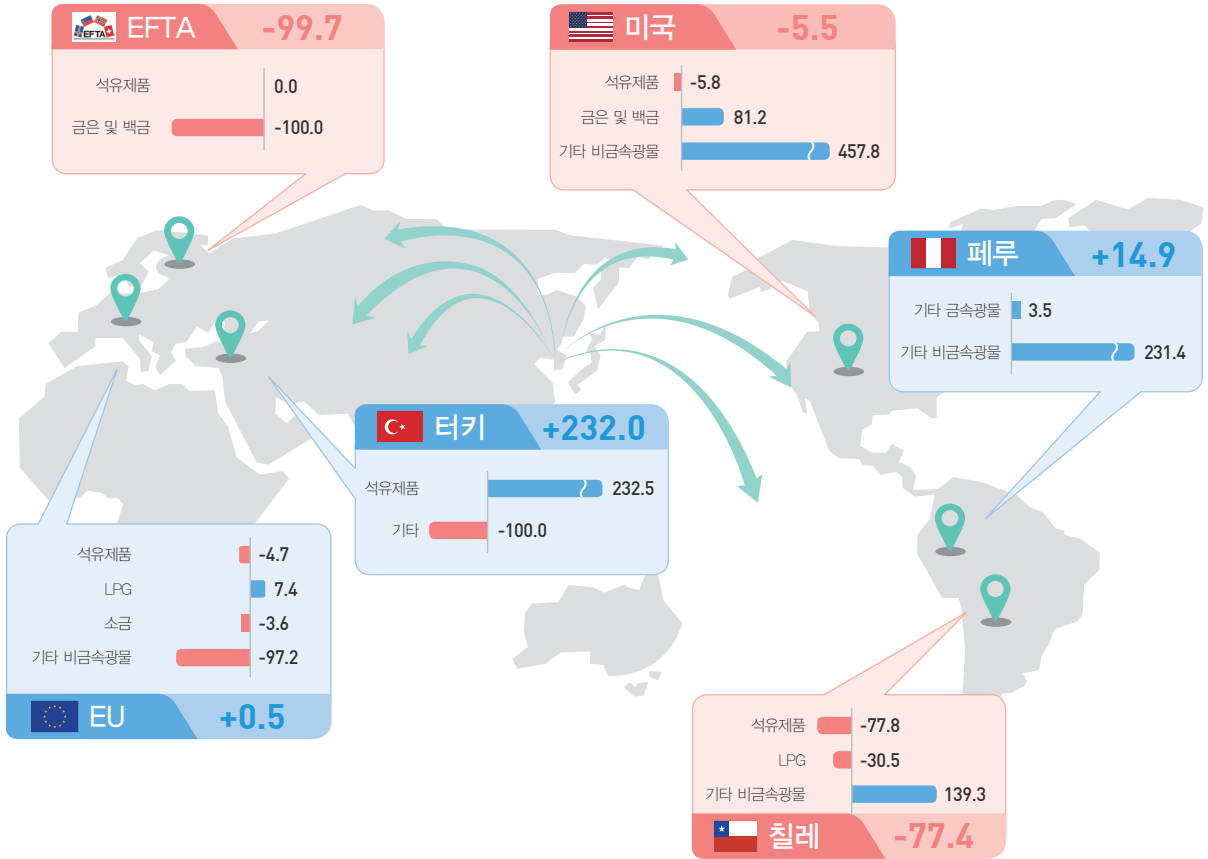 EFTA
EFTA -99.7
석유제품 0.0
금은 및 백금 -100.0
미국 -5.5
석유제품 -5.8
금은 및 백금 81.2
기타 비금속광물 457.8
페루 +14.9
기타 금속광물 3.5
기타 비금속광물 231.4
터키 +232.0
석유제품 232.5
기타 -100.0
석유제품 -4.7
LPG 7.4
소금 -3.6
기타 비금속광물 -97.2
EU +0.5
석유제품 -77.8
LPG -30.5
기타 비금속광물 139.3
칠레 -77.4